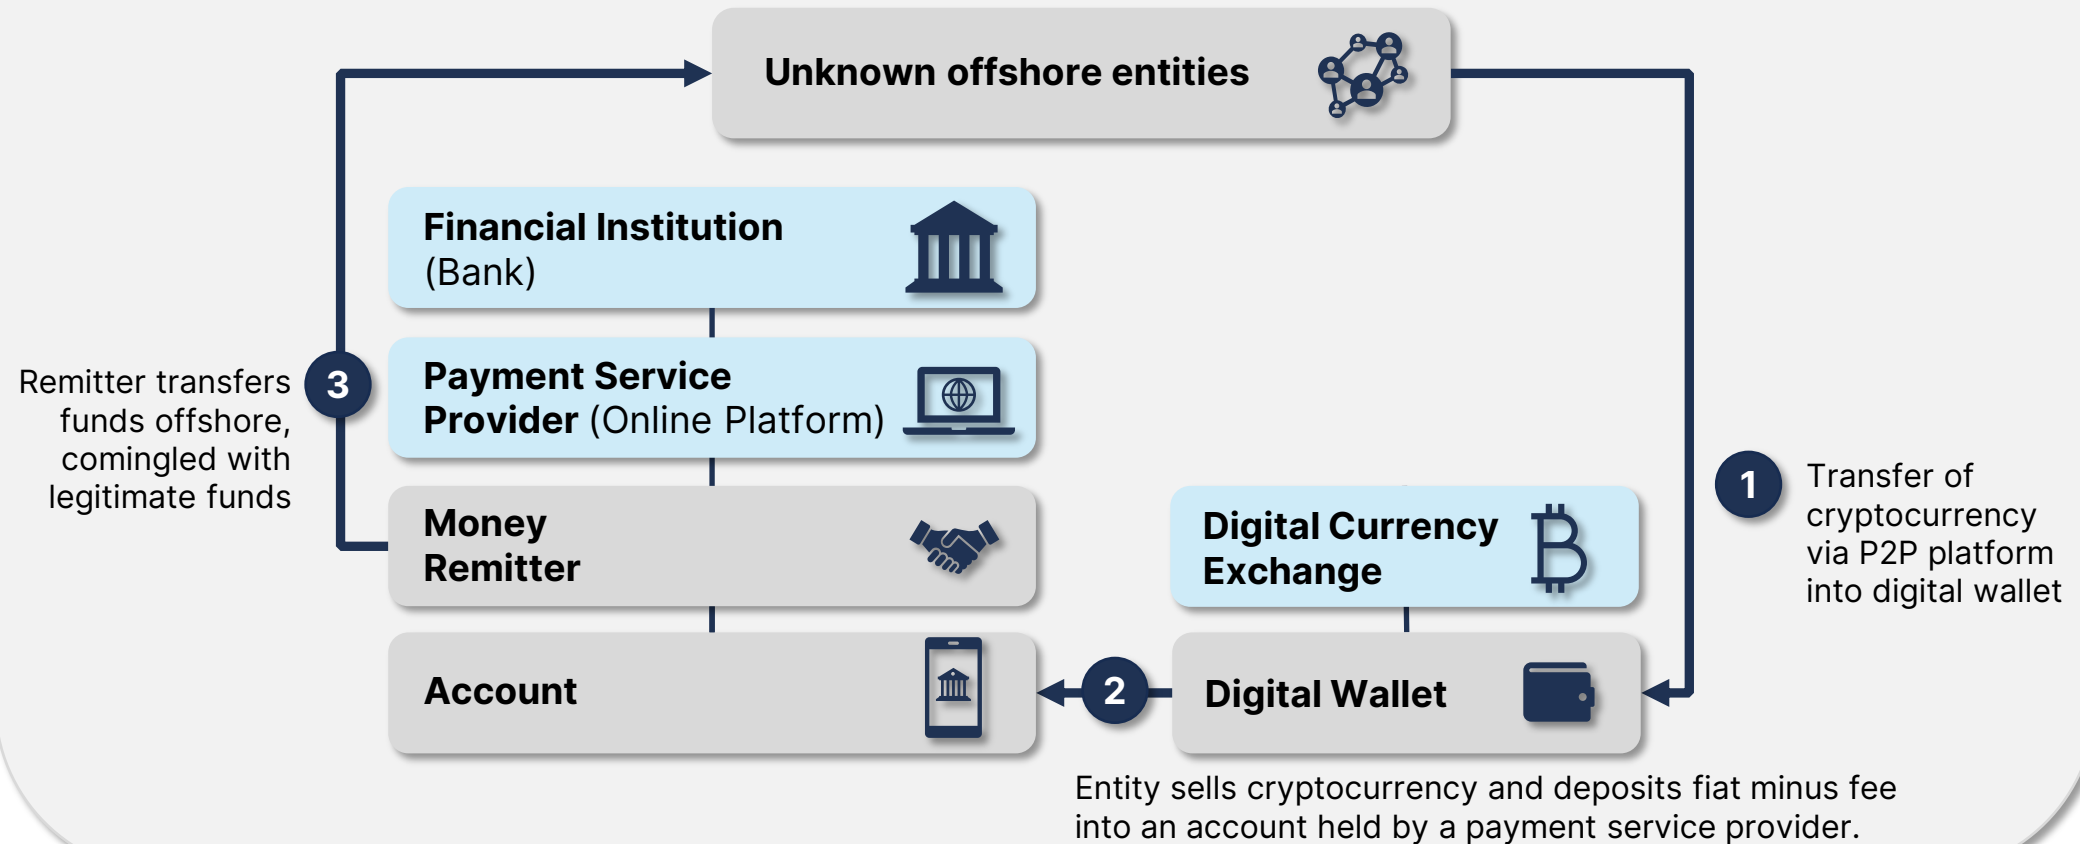 Unknown offshore entities
Financial Institution
(Bank)
Payment Service
Provider (Online Platform)
Remitter transfers
funds offshore,
comingled with
legitimate funds
3
Money
Remitter
Digital Currency
Exchange
1
Transfer of
cryptocurrency
via P2P platform
into digital wallet
Account
2
Digital Wallet
Entity sells cryptocurrency and deposits fiat minus fee
into an account held by a payment service provider.